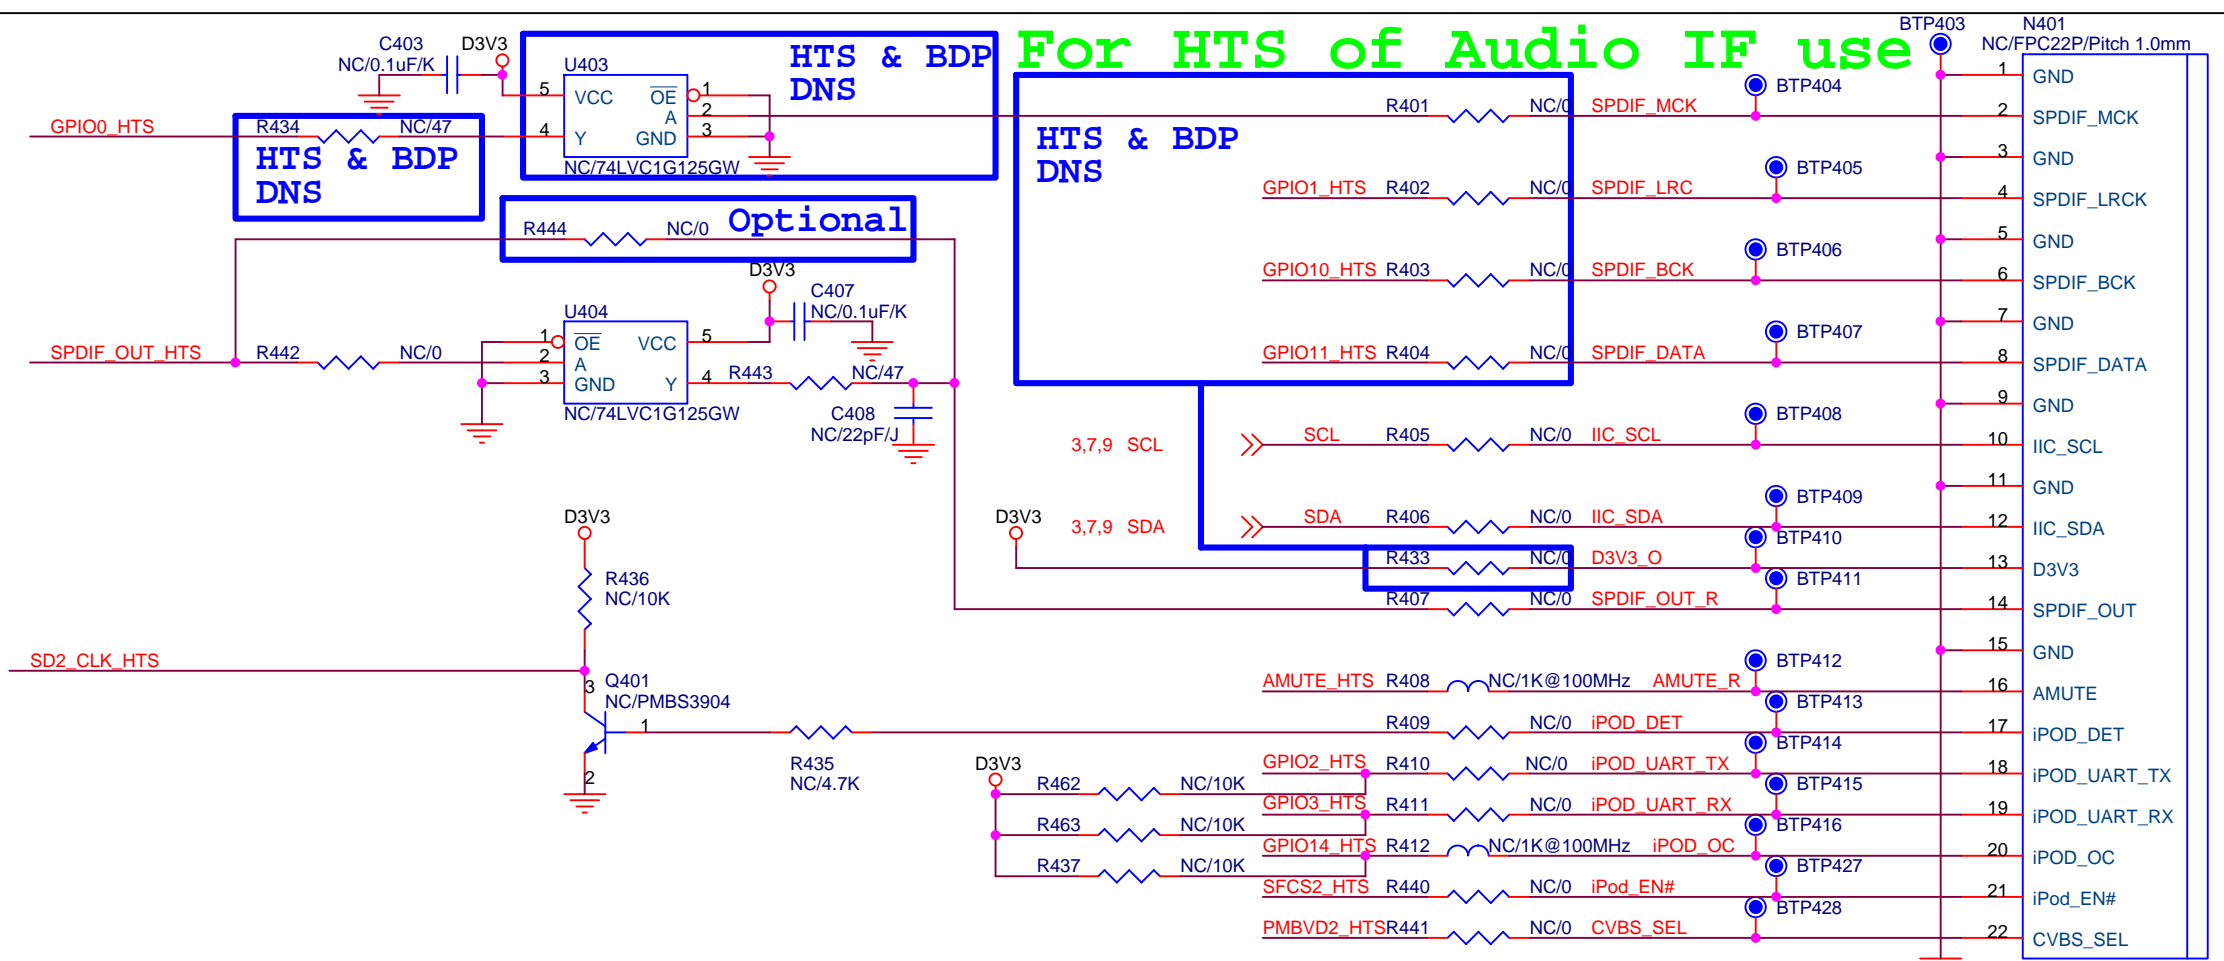 For HTS of Audio IF use
BTP403
N401
NC/FPC22P/Pitch 1.0mm
C403
NC/0.1uF/K
D3V3
U403
HTS & BDP
DNS
5
VCC
OE
1
A
2
4
Y
GND
3
NC/74LVC1G125GW
GPIO0_HTS
R434
NC/47
HTS & BDP
DNS
HTS & BDP
DNS
R444
NC/0
Optional
D3V3
C407
NC/0.1uF/K
U404
1
OE
VCC
5
2
A
3
GND
Y
4
NC/74LVC1G125GW
SPDIF_OUT_HTS
R442
NC/0
R443
NC/47
C408
NC/22pF/J
R401
NC/0
SPDIF_MCK
BTP404
GPIO1_HTS
R402
NC/0
SPDIF_LRC
BTP405
GPIO10_HTS
R403
NC/0
SPDIF_BCK
BTP406
GPIO11_HTS
R404
NC/0
SPDIF_DATA
BTP407
3,7,9 SCL
SCL
R405
NC/0
IIC_SCL
BTP408
3,7,9 SDA
SDA
R406
NC/0
IIC_SDA
BTP409
D3V3
R433
NC/0
D3V3_O
BTP410
R407
NC/0
SPDIF_OUT_R
BTP411
D3V3
R436
NC/10K
SD2_CLK_HTS
3
Q401
NC/PMBS3904
1
2
R435
NC/4.7K
AMUTE_HTS
R408
NC/1K@100MHz
AMUTE_R
BTP412
R409
NC/0
iPOD_DET
BTP413
D3V3
GPIO2_HTS
R410
NC/0
iPOD_UART_TX
BTP414
R462
NC/10K
GPIO3_HTS
R411
NC/0
iPOD_UART_RX
BTP415
R463
NC/10K
GPIO14_HTS
R412
NC/1K@100MHz
iPOD_OC
BTP416
R437
NC/10K
SFCS2_HTS
R440
NC/0
iPod_EN#
BTP427
PMBVD2_HTS
R441
NC/0
CVBS_SEL
BTP428
1 GND
2 SPDIF_MCK
3 GND
4 SPDIF_LRCK
5 GND
6 SPDIF_BCK
7 GND
8 SPDIF_DATA
9 GND
10 IIC_SCL
11 GND
12 IIC_SDA
13 D3V3
14 SPDIF_OUT
15 GND
16 AMUTE
17 iPOD_DET
18 iPOD_UART_TX
19 iPOD_UART_RX
20 iPOD_OC
21 iPod_EN#
22 CVBS_SEL